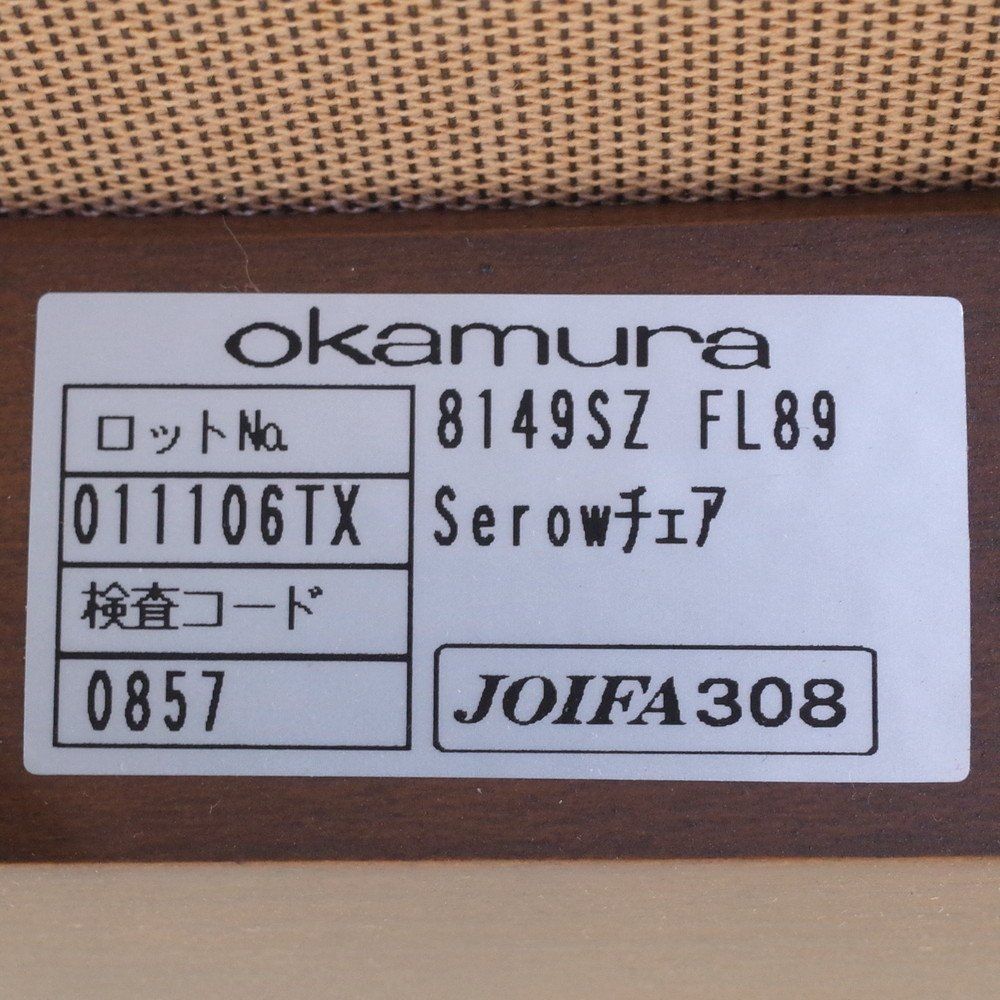 okamura
ロット№
011106TX
検査コード
0857
8149SZ FL89
Serowチェア
JOIFA308